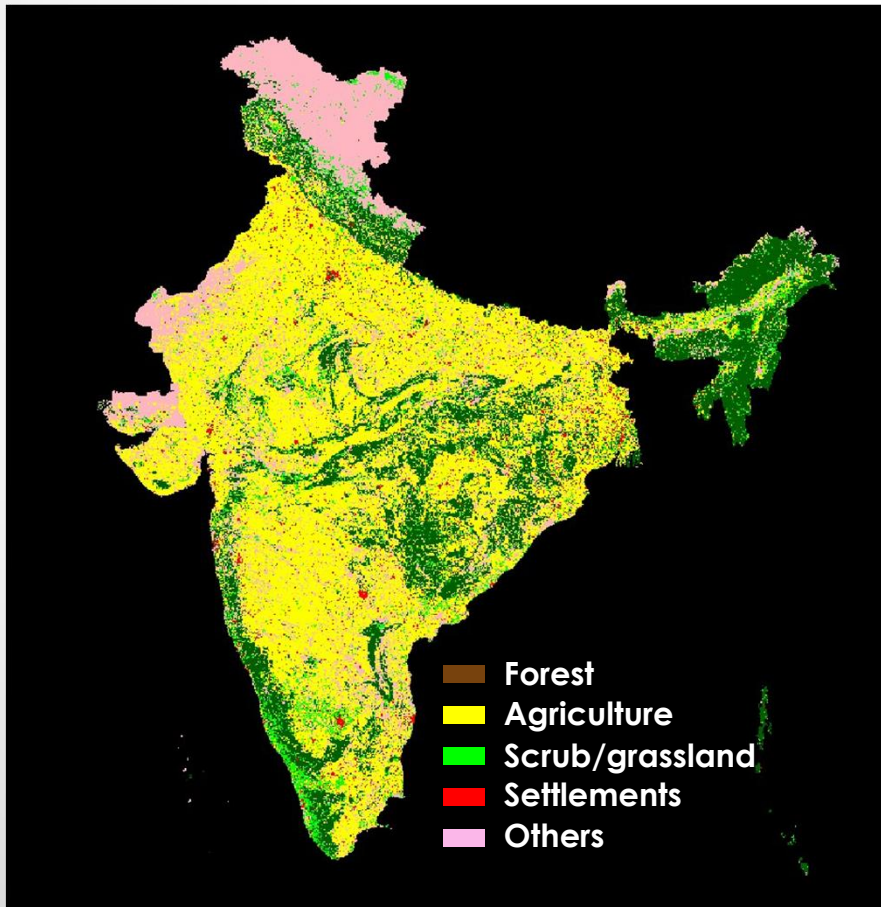 Forest
Agriculture
Scrub/grassland
Settlements
Others